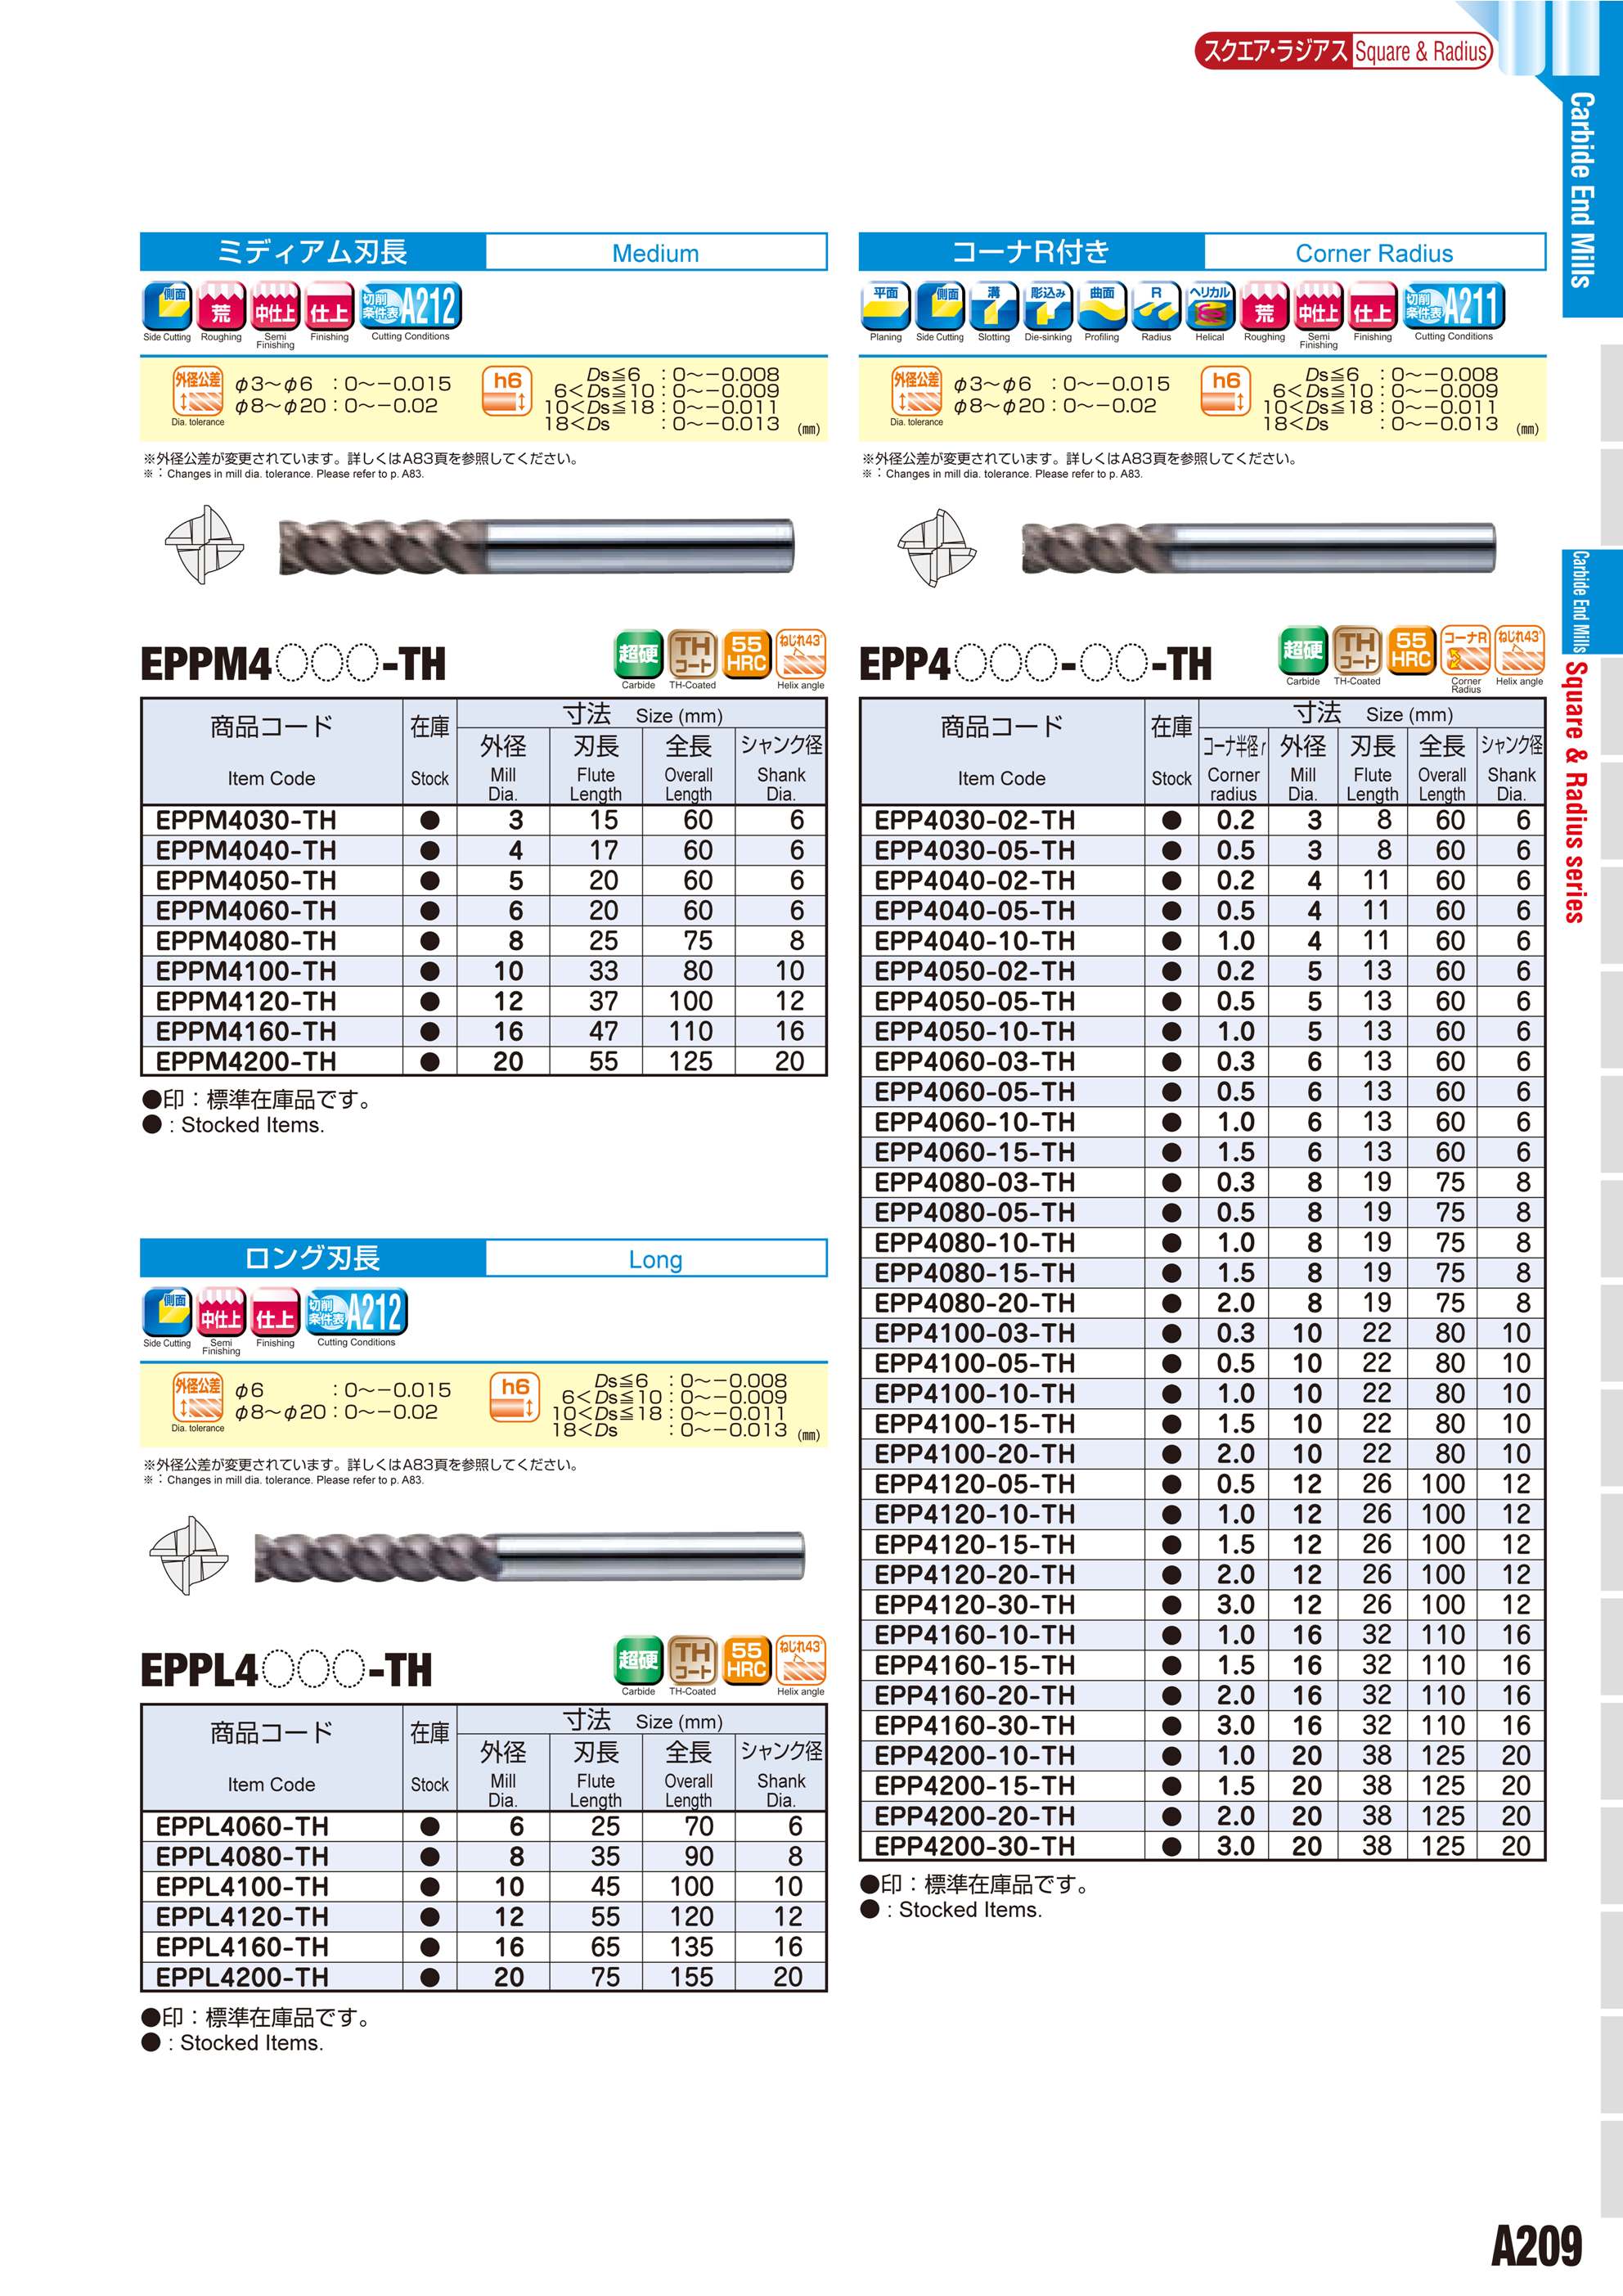 スクエア・ラジアス Square & Radius
Carbide End Mills
Carbide End Mills
Square & Radius series
ミディアム刃長 Medium
側面 荒 中仕上 仕上 切削条件表 A212
Side Cutting Roughing Semi Finishing Finishing Cutting Conditions
外径公差 φ3〜φ6 :0〜−0.015 h6 Ds≦6 :0〜−0.008
φ8〜φ20:0〜−0.02 6<Ds≦10:0〜−0.009
10<Ds≦18:0〜−0.011
Dia. tolerance 18<Ds :0〜−0.013 (㎜)
※外径公差が変更されています。詳しくはA83頁を参照してください。
※:Changes in mill dia. tolerance. Please refer to p. A83.
EPPM4○○○-TH
超硬 THコート 55HRC ねじれ43°
Carbide TH-Coated Helix angle
商品コード 在庫 寸法 Size (mm)
外径 刃長 全長 シャンク径
Item Code Stock Mill Dia. Flute Length Overall Length Shank Dia.
EPPM4030-TH ● 3 15 60 6
EPPM4040-TH ● 4 17 60 6
EPPM4050-TH ● 5 20 60 6
EPPM4060-TH ● 6 20 60 6
EPPM4080-TH ● 8 25 75 8
EPPM4100-TH ● 10 33 80 10
EPPM4120-TH ● 12 37 100 12
EPPM4160-TH ● 16 47 110 16
EPPM4200-TH ● 20 55 125 20
●印:標準在庫品です。
● : Stocked Items.
ロング刃長 Long
側面 中仕上 仕上 切削条件表 A212
Side Cutting Semi Finishing Finishing Cutting Conditions
外径公差 φ6 :0〜−0.015 h6 Ds≦6 :0〜−0.008
φ8〜φ20:0〜−0.02 6<Ds≦10:0〜−0.009
10<Ds≦18:0〜−0.011
Dia. tolerance 18<Ds :0〜−0.013 (㎜)
※外径公差が変更されています。詳しくはA83頁を参照してください。
※:Changes in mill dia. tolerance. Please refer to p. A83.
EPPL4○○○-TH
超硬 THコート 55HRC ねじれ43°
Carbide TH-Coated Helix angle
商品コード 在庫 寸法 Size (mm)
外径 刃長 全長 シャンク径
Item Code Stock Mill Dia. Flute Length Overall Length Shank Dia.
EPPL4060-TH ● 6 25 70 6
EPPL4080-TH ● 8 35 90 8
EPPL4100-TH ● 10 45 100 10
EPPL4120-TH ● 12 55 120 12
EPPL4160-TH ● 16 65 135 16
EPPL4200-TH ● 20 75 155 20
●印:標準在庫品です。
● : Stocked Items.
コーナR付き Corner Radius
平面 側面 溝 彫込み 曲面 R ヘリカル 荒 中仕上 仕上 切削条件表 A211
Planing Side Cutting Slotting Die-sinking Profiling Radius Helical Roughing Semi Finishing Finishing Cutting Conditions
外径公差 φ3〜φ6 :0〜−0.015 h6 Ds≦6 :0〜−0.008
φ8〜φ20:0〜−0.02 6<Ds≦10:0〜−0.009
10<Ds≦18:0〜−0.011
Dia. tolerance 18<Ds :0〜−0.013 (㎜)
※外径公差が変更されています。詳しくはA83頁を参照してください。
※:Changes in mill dia. tolerance. Please refer to p. A83.
EPP4○○○-○○-TH
超硬 THコート 55HRC コーナR ねじれ43°
Carbide TH-Coated Corner Radius Helix angle
商品コード 在庫 寸法 Size (mm)
コーナ半径r 外径 刃長 全長 シャンク径
Item Code Stock Corner radius Mill Dia. Flute Length Overall Length Shank Dia.
EPP4030-02-TH ● 0.2 3 8 60 6
EPP4030-05-TH ● 0.5 3 8 60 6
EPP4040-02-TH ● 0.2 4 11 60 6
EPP4040-05-TH ● 0.5 4 11 60 6
EPP4040-10-TH ● 1.0 4 11 60 6
EPP4050-02-TH ● 0.2 5 13 60 6
EPP4050-05-TH ● 0.5 5 13 60 6
EPP4050-10-TH ● 1.0 5 13 60 6
EPP4060-03-TH ● 0.3 6 13 60 6
EPP4060-05-TH ● 0.5 6 13 60 6
EPP4060-10-TH ● 1.0 6 13 60 6
EPP4060-15-TH ● 1.5 6 13 60 6
EPP4080-03-TH ● 0.3 8 19 75 8
EPP4080-05-TH ● 0.5 8 19 75 8
EPP4080-10-TH ● 1.0 8 19 75 8
EPP4080-15-TH ● 1.5 8 19 75 8
EPP4080-20-TH ● 2.0 8 19 75 8
EPP4100-03-TH ● 0.3 10 22 80 10
EPP4100-05-TH ● 0.5 10 22 80 10
EPP4100-10-TH ● 1.0 10 22 80 10
EPP4100-15-TH ● 1.5 10 22 80 10
EPP4100-20-TH ● 2.0 10 22 80 10
EPP4120-05-TH ● 0.5 12 26 100 12
EPP4120-10-TH ● 1.0 12 26 100 12
EPP4120-15-TH ● 1.5 12 26 100 12
EPP4120-20-TH ● 2.0 12 26 100 12
EPP4120-30-TH ● 3.0 12 26 100 12
EPP4160-10-TH ● 1.0 16 32 110 16
EPP4160-15-TH ● 1.5 16 32 110 16
EPP4160-20-TH ● 2.0 16 32 110 16
EPP4160-30-TH ● 3.0 16 32 110 16
EPP4200-10-TH ● 1.0 20 38 125 20
EPP4200-15-TH ● 1.5 20 38 125 20
EPP4200-20-TH ● 2.0 20 38 125 20
EPP4200-30-TH ● 3.0 20 38 125 20
●印:標準在庫品です。
● : Stocked Items.
A209